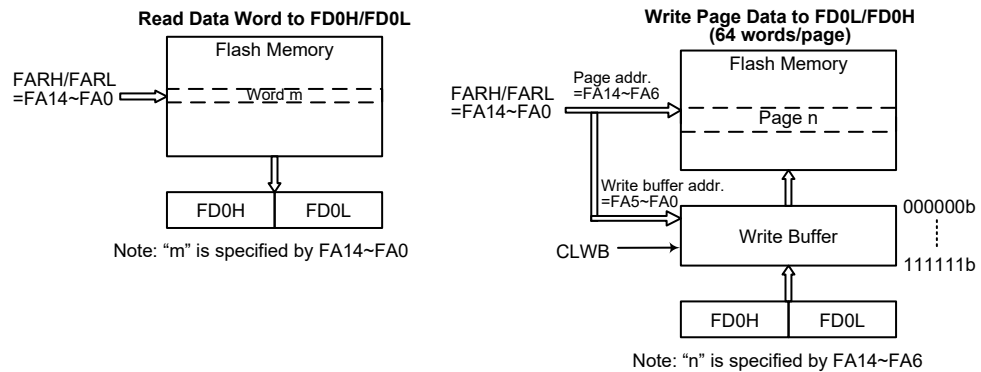 Read Data Word to FD0H/FD0L
Flash Memory
FARH/FARL
=FA14~FA0
Word m
FD0H
FD0L
Note: “m” is specified by FA14~FA0
Write Page Data to FD0L/FD0H
(64 words/page)
Flash Memory
Page addr.
=FA14~FA6
FARH/FARL
=FA14~FA0
Page n
Write buffer addr.
=FA5~FA0
000000b
Write Buffer
CLWB
111111b
FD0H
FD0L
Note: “n” is specified by FA14~FA6